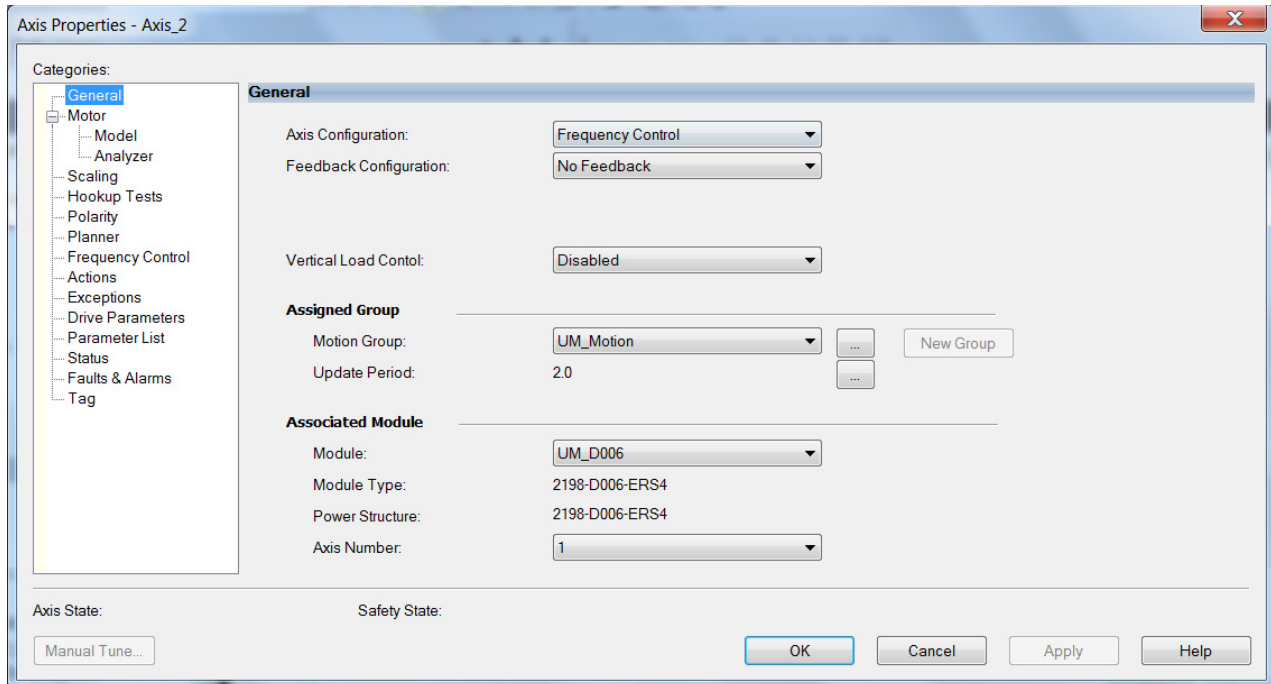 Axis Properties - Axis_2
X
Categories:
General
Motor
Model
Analyzer
Scaling
Hookup Tests
Polarity
Planner
Frequency Control
Actions
Exceptions
Drive Parameters
Parameter List
Status
Faults & Alarms
Tag
General
Axis Configuration: Frequency Control
Feedback Configuration: No Feedback
Vertical Load Contol: Disabled
Assigned Group
Motion Group: UM_Motion ... New Group
Update Period: 2.0 ...
Associated Module
Module: UM_D006
Module Type: 2198-D006-ERS4
Power Structure: 2198-D006-ERS4
Axis Number: 1
Axis State: Safety State:
Manual Tune... OK Cancel Apply Help